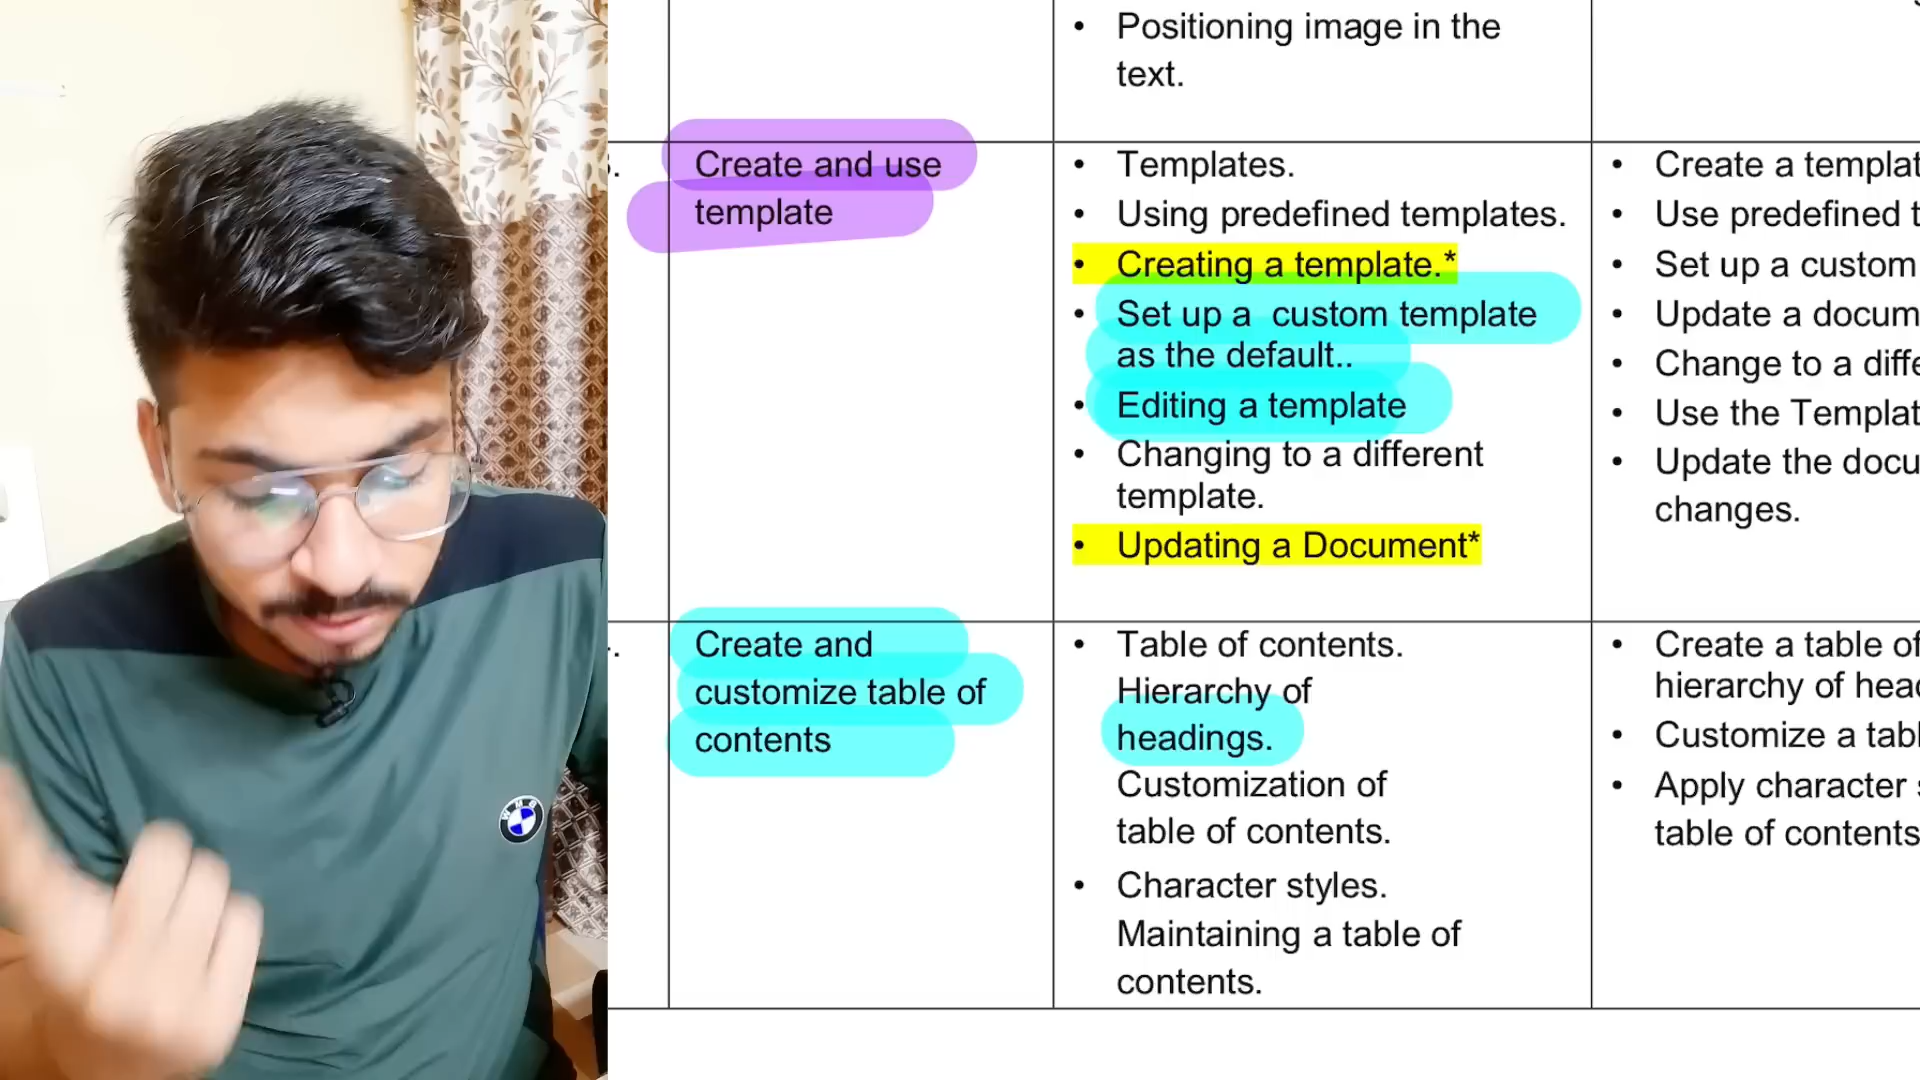 • Positioning image in the
text.
Create and use
template
• Templates.
• Using predefined templates.
• Creating a template.*
• Set up a custom template
as the default..
• Editing a template
• Changing to a different
template.
• Updating a Document*
• Create a templat
• Use predefined t
• Set up a custom
• Update a docum
• Change to a diffe
• Use the Templat
• Update the docu
changes.
Create and
customize table of
contents
• Table of contents.
Hierarchy of
headings.
Customization of
table of contents.
• Character styles.
Maintaining a table of
contents.
• Create a table of
hierarchy of head
• Customize a tabl
• Apply character s
table of contents